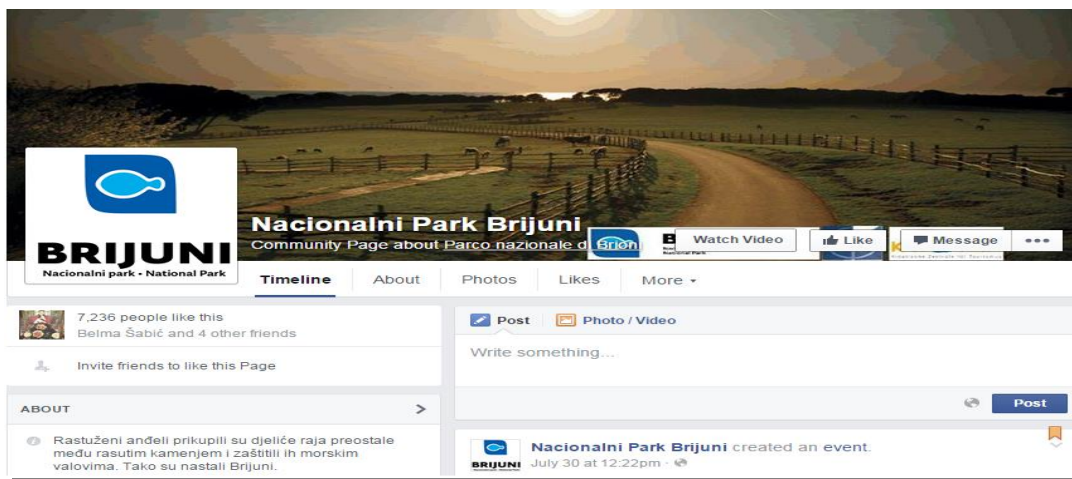 Nacionalni Park Brijuni
Community Page about Parco nazionale d Brion
Watch Video
Like
Message
BRIJUNI
Nacionalni park • National Park
Timeline
About
Photos
Likes
More
7,236 people like this
Belma Šabić and 4 other friends
Invite friends to like this Page
ABOUT
Rastuženi anđeli prikupili su djeliće raja preostale
među rasutim kamenjem i zaštitili ih morskim
valovima. Tako su nastali Brijuni.
Post
Photo / Video
Write something...
Post
Nacionalni Park Brijuni created an event.
BRIJUNI
July 30 at 12:22pm